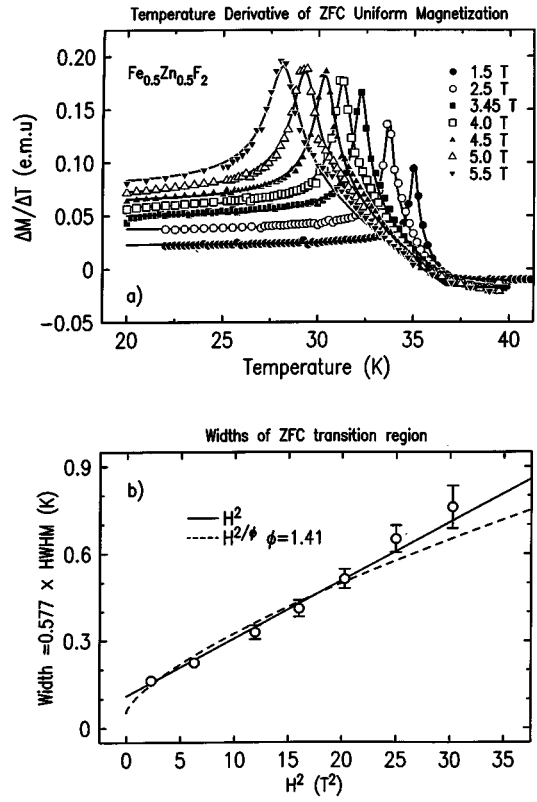 Temperature Derivative of ZFC Uniform Magnetization
0.20
0.15
0.10
0.05
0
−0.05
ΔM/ΔT (e.m.u)
Fe0.5Zn0.5F2
1.5 T
2.5 T
3.45 T
4.0 T
4.5 T
5.0 T
5.5 T
a)
20 25 30 35 40
Temperature (K)
Widths of ZFC transition region
0.9
0.6
0.3
0
Width =0.577 x HWHM (K)
b)
H²
H²/ϕ ϕ=1.41
0 5 10 15 20 25 30 35
H² (T²)